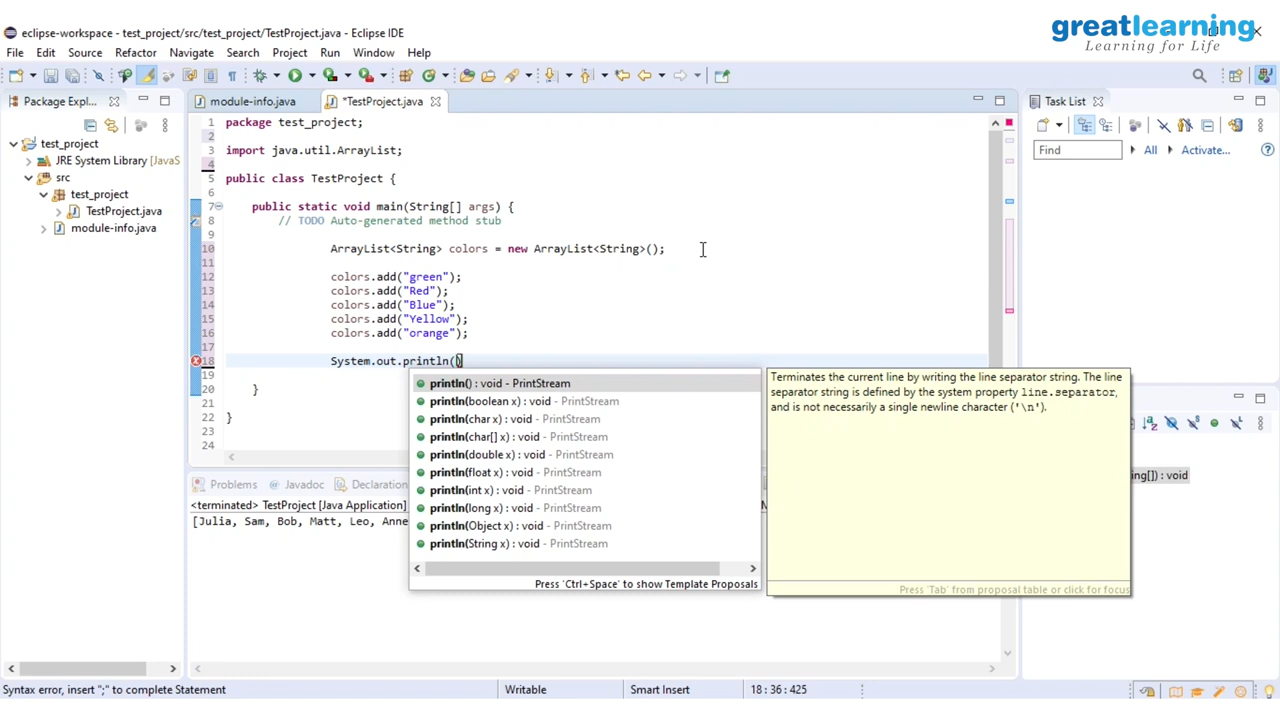 eclipse-workspace - test_project/src/test_project/TestProject.java - Eclipse IDE
greatlearning
Learning for Life
File Edit Source Refactor Navigate Search Project Run Window Help
Package Expl...
module-info.java
*TestProject.java
Task List
test_project
JRE System Library [JavaS
src
test_project
TestProject.java
module-info.java
Find
All
Activate...
1 package test_project;
2
3 import java.util.ArrayList;
4
5 public class TestProject {
6
7 public static void main(String[] args) {
8 // TODO Auto-generated method stub
9
10 ArrayList<String> colors = new ArrayList<String>();
12 colors.add("green");
13 colors.add("Red");
14 colors.add("Blue");
15 colors.add("Yellow");
16 colors.add("orange");
17
18 System.out.println()
19
20 }
21
22 }
23
24
println() : void - PrintStream
println(boolean x) : void - PrintStream
println(char x) : void - PrintStream
println(char[] x) : void - PrintStream
println(double x) : void - PrintStream
println(float x) : void - PrintStream
println(int x) : void - PrintStream
println(long x) : void - PrintStream
println(Object x) : void - PrintStream
println(String x) : void - PrintStream
Press 'Ctrl+Space' to show Template Proposals
Terminates the current line by writing the line separator string. The line
separator string is defined by the system property line.separator,
and is not necessarily a single newline character ('\n').
Press 'Tab' from proposal table or click for focus
ng[]) : void
Problems
Javadoc
Declaration
<terminated> TestProject [Java Application]
[Julia, Sam, Bob, Matt, Leo, Anne
Syntax error, insert ";" to complete Statement
Writable
Smart Insert
18 : 36 : 425